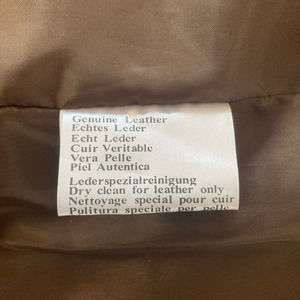 Genuine Leather
Echtes Leder
Echt Leder
Cuir Veritable
Vera Pelle
Piel Autentica
Lederspezialreinigung
Dry clean for leather only
Nettoyage special pour cuir
Pulitura speciale per pelle